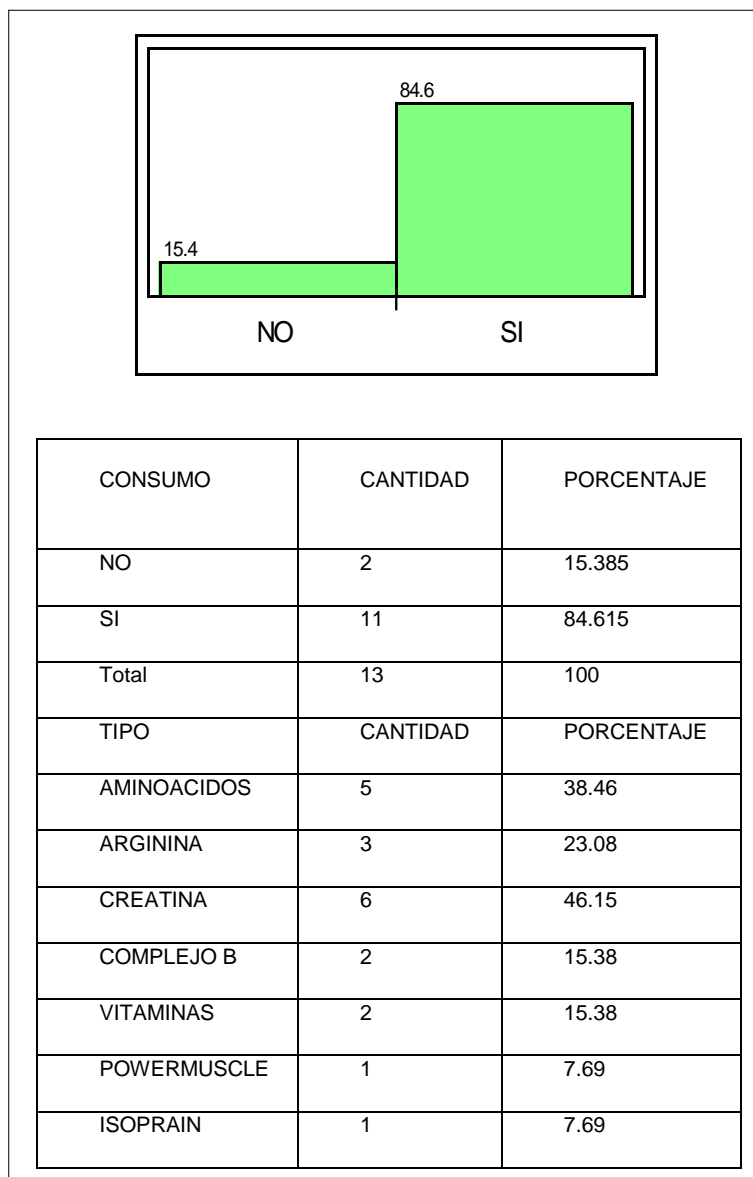 84.6
15.4
NO SI
CONSUMO CANTIDAD PORCENTAJE
NO 2 15.385
SI 11 84.615
Total 13 100
TIPO CANTIDAD PORCENTAJE
AMINOACIDOS 5 38.46
ARGININA 3 23.08
CREATINA 6 46.15
COMPLEJO B 2 15.38
VITAMINAS 2 15.38
POWERMUSCLE 1 7.69
ISOPRAIN 1 7.69